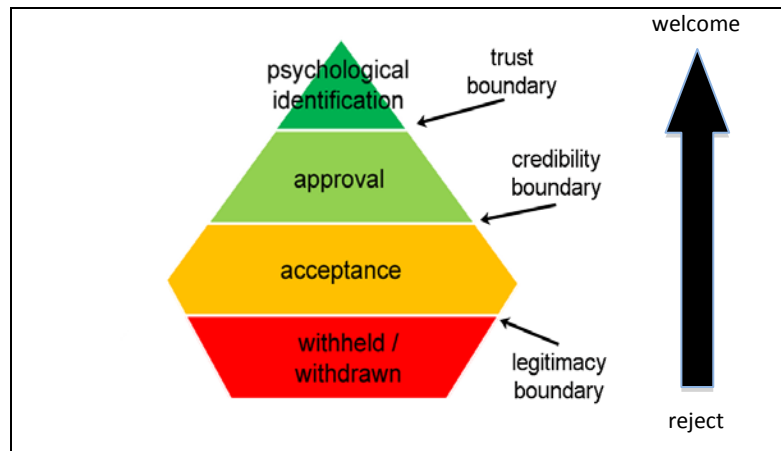 welcome
psychological
identification
trust
boundary
approval
credibility
boundary
acceptance
withheld /
withdrawn
legitimacy
boundary
reject